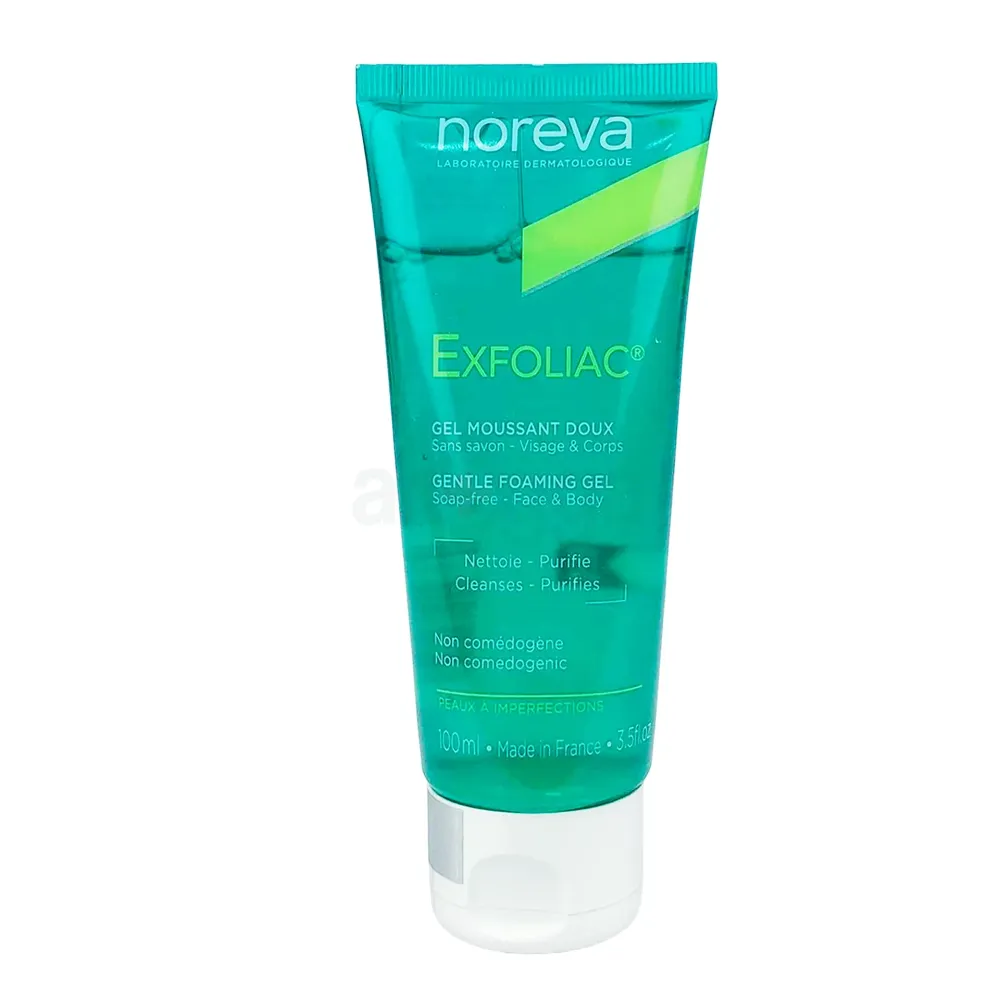 noreva
LABORATOIRE DERMATOLOGIQUE
EXFOLIAC®
GEL MOUSSANT DOUX
Sans savon - Visage & Corps
GENTLE FOAMING GEL
Soap-free - Face & Body
Nettoie - Purifie
Cleanses - Purifies
Non comédogène
Non comedogenic
PEAUX À IMPERFECTIONS
100ml • Made in France • 3.5fl.oz